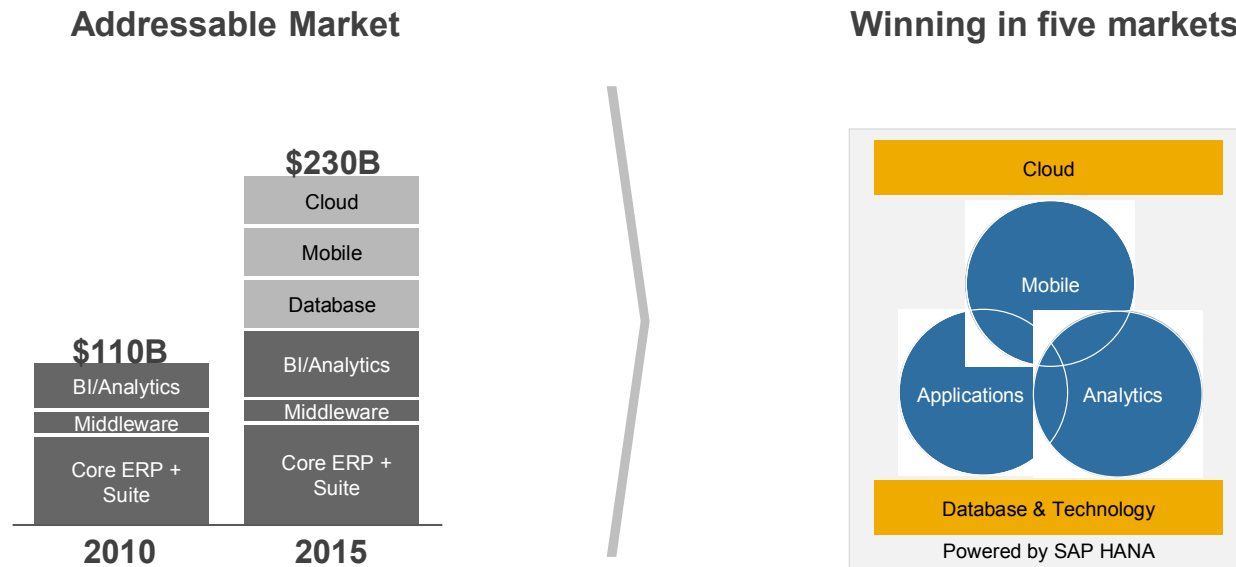 Addressable Market
$230B
Cloud
Mobile
Database
BI/Analytics
Middleware
Core ERP +
Suite
$110B
BI/Analytics
Middleware
Core ERP +
Suite
2010
2015
Winning in five markets
Cloud
Mobile
Applications
Analytics
Database & Technology
Powered by SAP HANA